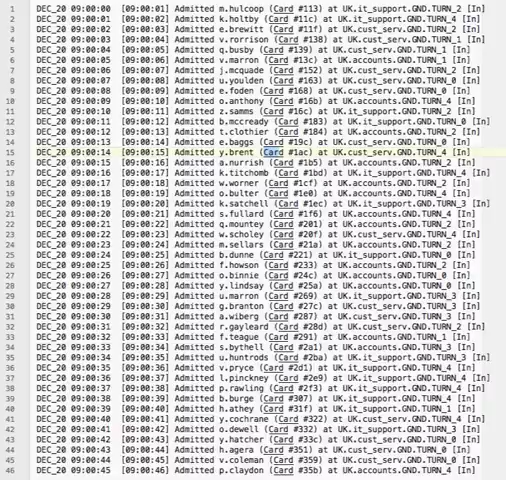 1 DEC_20 09:00:00 [09:00:01] Admitted m.hulcoop (Card #113) at UK.it_support.GND.TURN_2 [In]
2 DEC_20 09:00:01 [09:00:02] Admitted k.holtby (Card #11c) at UK.it_support.GND.TURN_4 [In]
3 DEC_20 09:00:02 [09:00:03] Admitted e.brewitt (Card #11f) at UK.cust_serv.GND.TURN_2 [In]
4 DEC_20 09:00:03 [09:00:04] Admitted v.rorrison (Card #138) at UK.cust_serv.GND.TURN_1 [In]
5 DEC_20 09:00:04 [09:00:05] Admitted q.busby (Card #139) at UK.cust_serv.GND.TURN_1 [In]
6 DEC_20 09:00:05 [09:00:06] Admitted v.marron (Card #13c) at UK.accounts.GND.TURN_1 [In]
7 DEC_20 09:00:06 [09:00:07] Admitted j.mcquade (Card #152) at UK.accounts.GND.TURN_2 [In]
8 DEC_20 09:00:07 [09:00:08] Admitted u.youlden (Card #163) at UK.cust_serv.GND.TURN_0 [In]
9 DEC_20 09:00:08 [09:00:09] Admitted e.foden (Card #168) at UK.cust_serv.GND.TURN_0 [In]
10 DEC_20 09:00:09 [09:00:10] Admitted o.anthony (Card #16b) at UK.accounts.GND.TURN_4 [In]
11 DEC_20 09:00:10 [09:00:11] Admitted z.samms (Card #16c) at UK.accounts.GND.TURN_2 [In]
12 DEC_20 09:00:11 [09:00:12] Admitted b.mccready (Card #183) at UK.it_support.GND.TURN_0 [In]
13 DEC_20 09:00:12 [09:00:13] Admitted t.clothier (Card #184) at UK.accounts.GND.TURN_2 [In]
14 DEC_20 09:00:13 [09:00:14] Admitted e.baggs (Card #19c) at UK.cust_serv.GND.TURN_0 [In]
15 DEC_20 09:00:14 [09:00:15] Admitted y.brent (Card #1ac) at UK.cust_serv.GND.TURN_4 [In]
16 DEC_20 09:00:15 [09:00:16] Admitted a.nurrish (Card #1b5) at UK.accounts.GND.TURN_2 [In]
17 DEC_20 09:00:16 [09:00:17] Admitted k.titchomb (Card #1bd) at UK.it_support.GND.TURN_4 [In]
18 DEC_20 09:00:17 [09:00:18] Admitted w.worner (Card #1cf) at UK.accounts.GND.TURN_2 [In]
19 DEC_20 09:00:18 [09:00:19] Admitted o.bulter (Card #1e0) at UK.accounts.GND.TURN_4 [In]
20 DEC_20 09:00:19 [09:00:20] Admitted k.satchell (Card #1ec) at UK.it_support.GND.TURN_3 [In]
21 DEC_20 09:00:20 [09:00:21] Admitted s.fullard (Card #1f6) at UK.accounts.GND.TURN_4 [In]
22 DEC_20 09:00:21 [09:00:22] Admitted q.mountey (Card #201) at UK.accounts.GND.TURN_2 [In]
23 DEC_20 09:00:22 [09:00:23] Admitted w.scholey (Card #20f) at UK.cust_serv.GND.TURN_4 [In]
24 DEC_20 09:00:23 [09:00:24] Admitted m.sellars (Card #21a) at UK.accounts.GND.TURN_2 [In]
25 DEC_20 09:00:24 [09:00:25] Admitted b.dunne (Card #221) at UK.it_support.GND.TURN_0 [In]
26 DEC_20 09:00:25 [09:00:26] Admitted f.howson (Card #233) at UK.accounts.GND.TURN_2 [In]
27 DEC_20 09:00:26 [09:00:27] Admitted o.binnie (Card #24c) at UK.accounts.GND.TURN_0 [In]
28 DEC_20 09:00:27 [09:00:28] Admitted y.lindsay (Card #25a) at UK.accounts.GND.TURN_0 [In]
29 DEC_20 09:00:28 [09:00:29] Admitted u.marron (Card #269) at UK.it_support.GND.TURN_3 [In]
30 DEC_20 09:00:29 [09:00:30] Admitted g.branton (Card #27c) at UK.cust_serv.GND.TURN_3 [In]
31 DEC_20 09:00:30 [09:00:31] Admitted a.wiberg (Card #287) at UK.cust_serv.GND.TURN_3 [In]
32 DEC_20 09:00:31 [09:00:32] Admitted r.gayleard (Card #28d) at UK.cust_serv.GND.TURN_2 [In]
33 DEC_20 09:00:32 [09:00:33] Admitted f.teague (Card #291) at UK.accounts.GND.TURN_1 [In]
34 DEC_20 09:00:33 [09:00:34] Admitted s.bythell (Card #2a1) at UK.cust_serv.GND.TURN_3 [In]
35 DEC_20 09:00:34 [09:00:35] Admitted u.huntrods (Card #2ba) at UK.it_support.GND.TURN_3 [In]
36 DEC_20 09:00:35 [09:00:36] Admitted v.pryce (Card #2d1) at UK.cust_serv.GND.TURN_4 [In]
37 DEC_20 09:00:36 [09:00:37] Admitted l.pinckney (Card #2e9) at UK.it_support.GND.TURN_4 [In]
38 DEC_20 09:00:37 [09:00:38] Admitted p.rawling (Card #2f3) at UK.it_support.GND.TURN_4 [In]
39 DEC_20 09:00:38 [09:00:39] Admitted b.burge (Card #307) at UK.it_support.GND.TURN_4 [In]
40 DEC_20 09:00:39 [09:00:40] Admitted h.athey (Card #31f) at UK.it_support.GND.TURN_1 [In]
41 DEC_20 09:00:40 [09:00:41] Admitted y.cochrane (Card #322) at UK.cust_serv.GND.TURN_4 [In]
42 DEC_20 09:00:41 [09:00:42] Admitted o.dewell (Card #332) at UK.it_support.GND.TURN_3 [In]
43 DEC_20 09:00:42 [09:00:43] Admitted y.hatcher (Card #33c) at UK.cust_serv.GND.TURN_0 [In]
44 DEC_20 09:00:43 [09:00:44] Admitted h.agera (Card #351) at UK.cust_serv.GND.TURN_0 [In]
45 DEC_20 09:00:44 [09:00:45] Admitted v.coleman (Card #359) at UK.cust_serv.GND.TURN_0 [In]
46 DEC_20 09:00:45 [09:00:46] Admitted p.claydon (Card #35b) at UK.accounts.GND.TURN_4 [In]